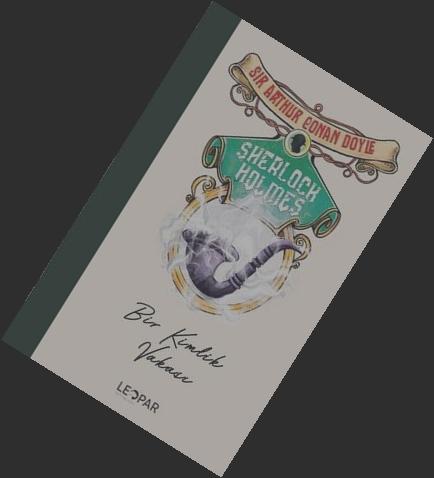 SIR ARTHUR CONAN DOYLE
SHERLOCK
HOLMES
Bir Kimlik
Vakası
LEOPAR